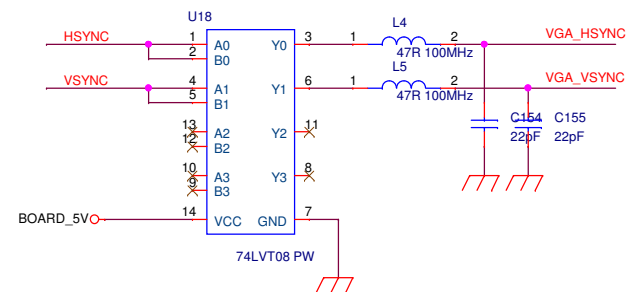 U18
HSYNC
1
A0
Y0
3
1
L4
2
VGA_HSYNC
2
B0
47R 100MHz
VSYNC
4
A1
Y1
6
1
L5
2
VGA_VSYNC
5
B1
47R 100MHz
13
A2
Y2
11
C154
C155
12
B2
22pF
22pF
10
A3
Y3
8
9
B3
BOARD_5V
14
VCC
GND
7
74LVT08 PW